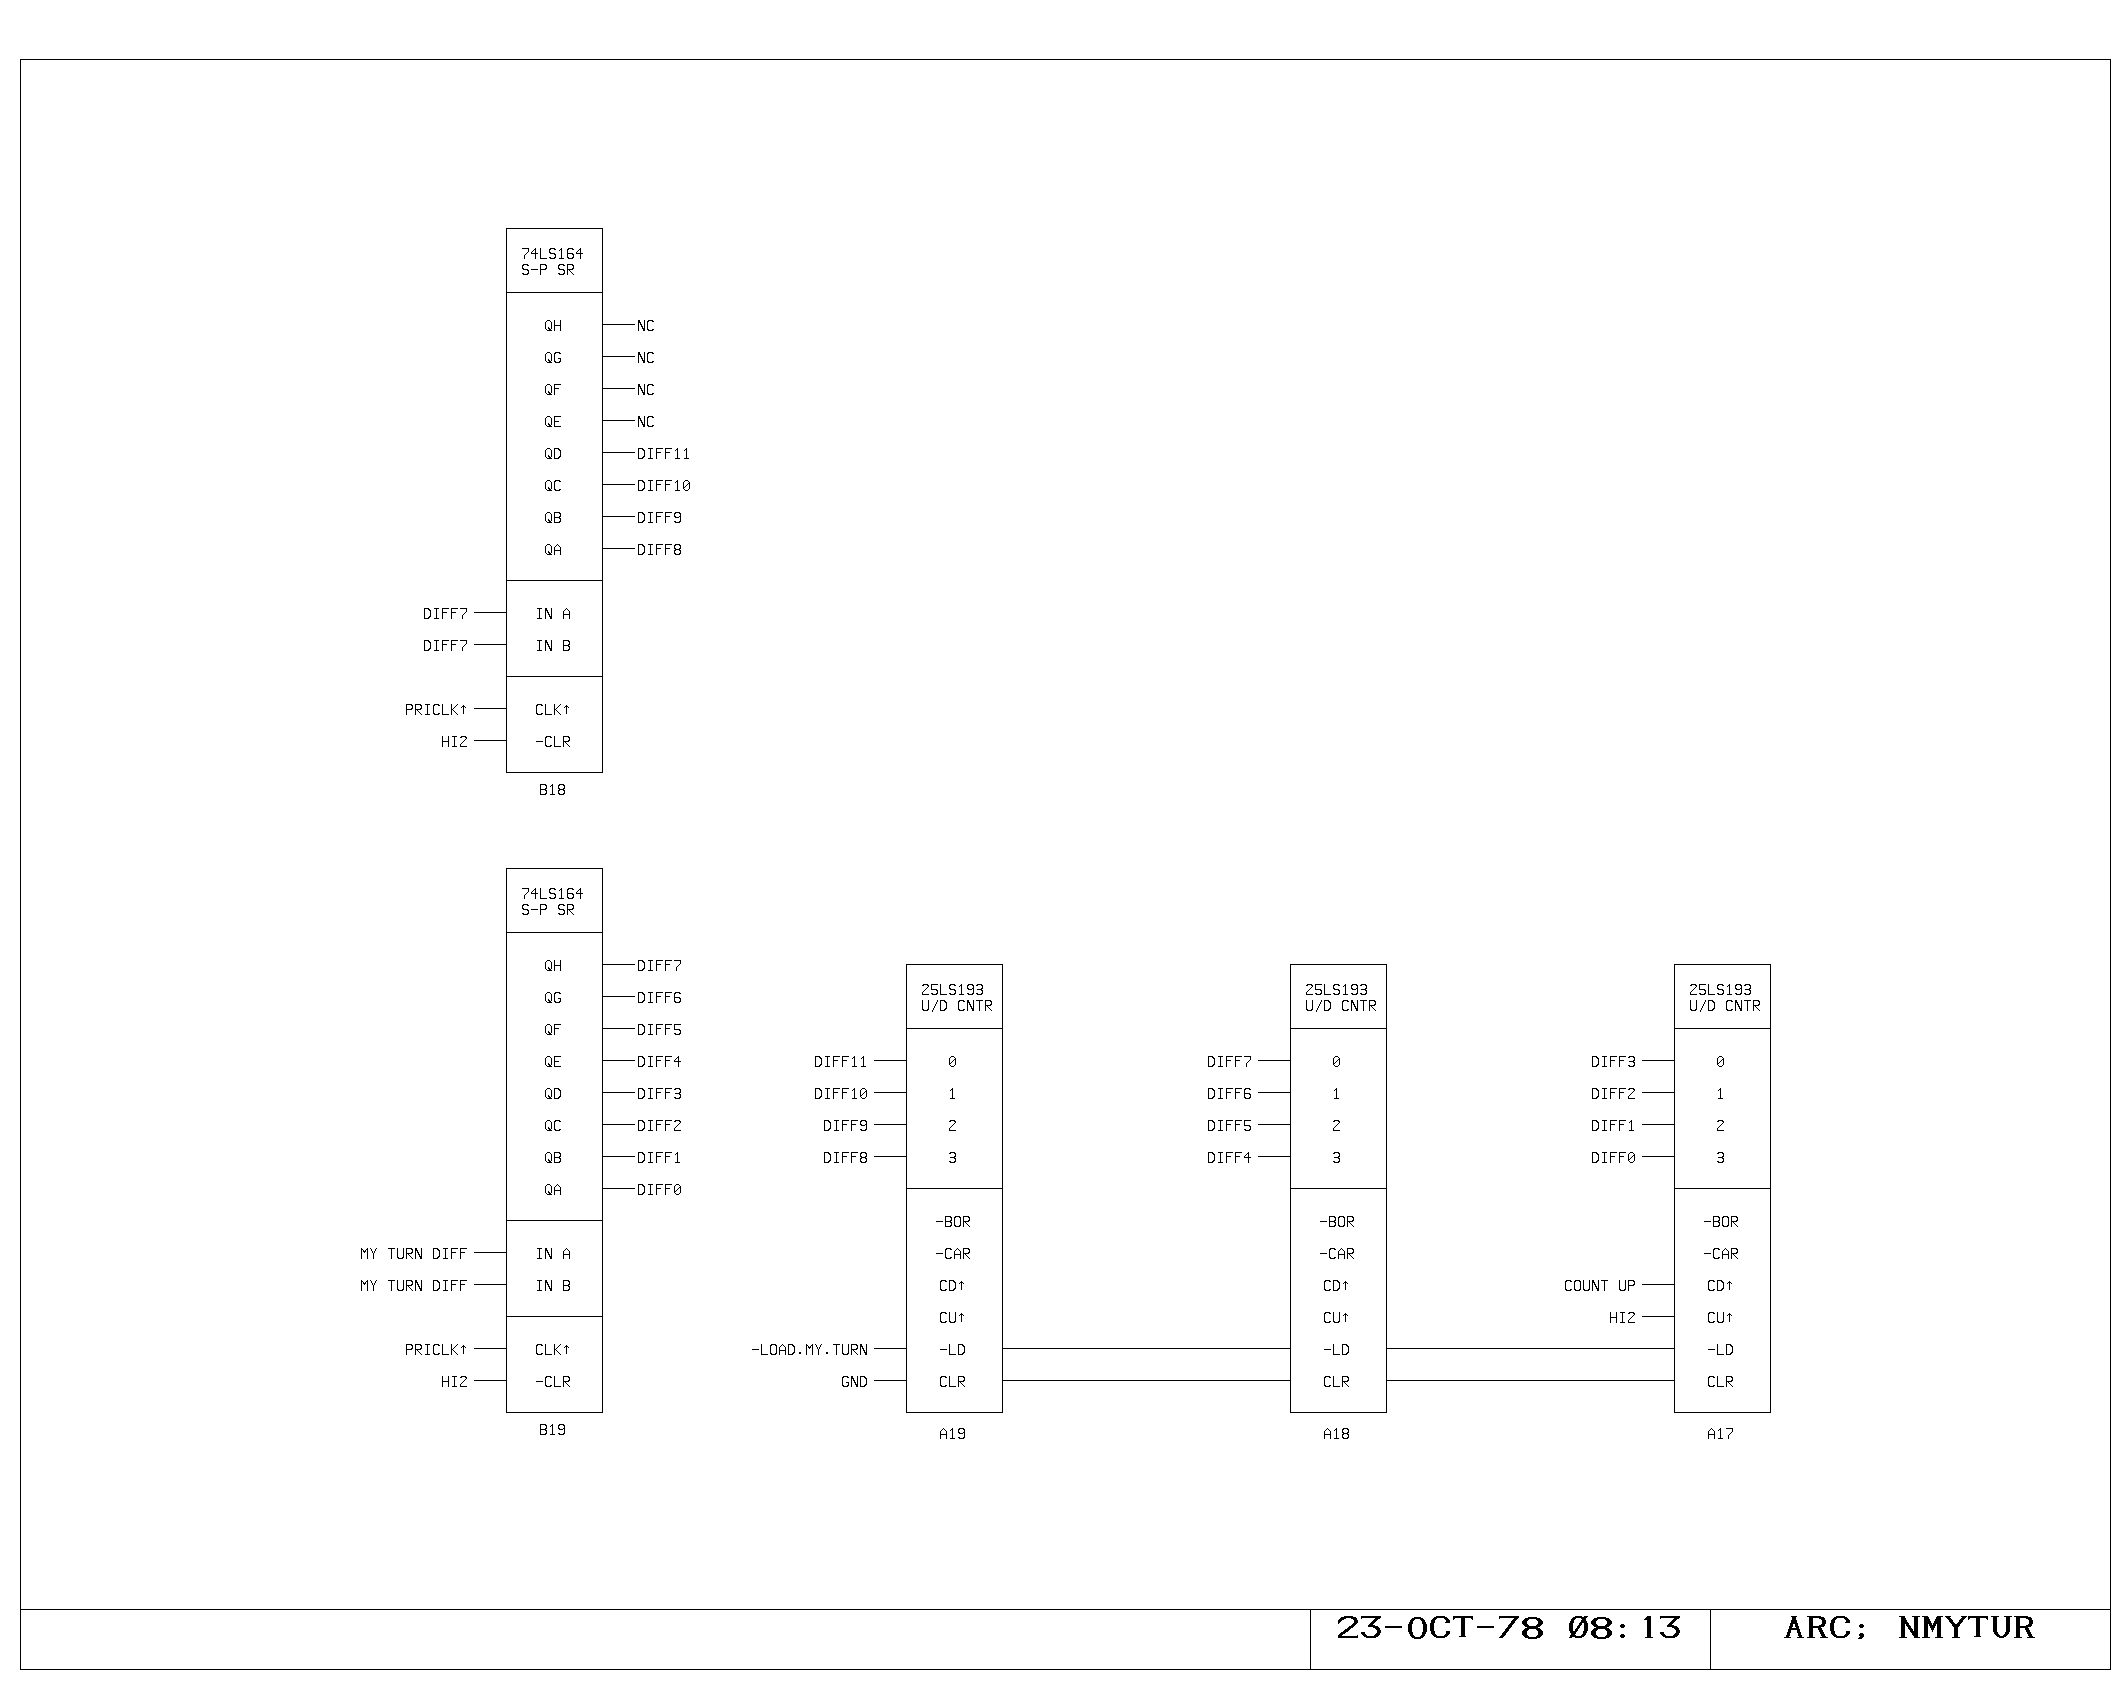 74LS164
S-P SR
QH NC
QG NC
QF NC
QE NC
QD DIFF11
QC DIFF10
QB DIFF9
QA DIFF8
DIFF7 IN A
DIFF7 IN B
PRICLK↑ CLK↑
HI2 -CLR
B18
74LS164
S-P SR
QH DIFF7
QG DIFF6
QF DIFF5
QE DIFF4
QD DIFF3
QC DIFF2
QB DIFF1
QA DIFF0
MY TURN DIFF IN A
MY TURN DIFF IN B
PRICLK↑ CLK↑
HI2 -CLR
B19
25LS193
U/D CNTR
DIFF11 0
DIFF10 1
DIFF9 2
DIFF8 3
-BOR
-CAR
CD↑
CU↑
-LOAD.MY.TURN -LD
GND CLR
A19
25LS193
U/D CNTR
DIFF7 0
DIFF6 1
DIFF5 2
DIFF4 3
-BOR
-CAR
CD↑
CU↑
-LD
CLR
A18
25LS193
U/D CNTR
DIFF3 0
DIFF2 1
DIFF1 2
DIFF0 3
-BOR
-CAR
COUNT UP CD↑
HI2 CU↑
-LD
CLR
A17
23-OCT-78 08:13
ARC; NMYTUR